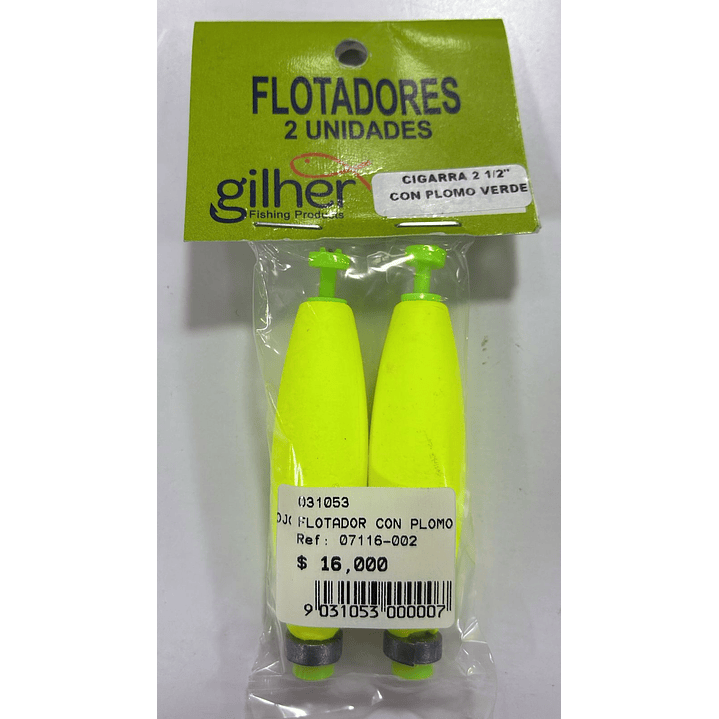 FLOTADORES
2 UNIDADES
gilher
Fishing Products
CIGARRA 2 1/2"
CON PLOMO VERDE
031053
FLOTADOR CON PLOMO
Ref: 07116-002
$ 16,000
9 031053 000007